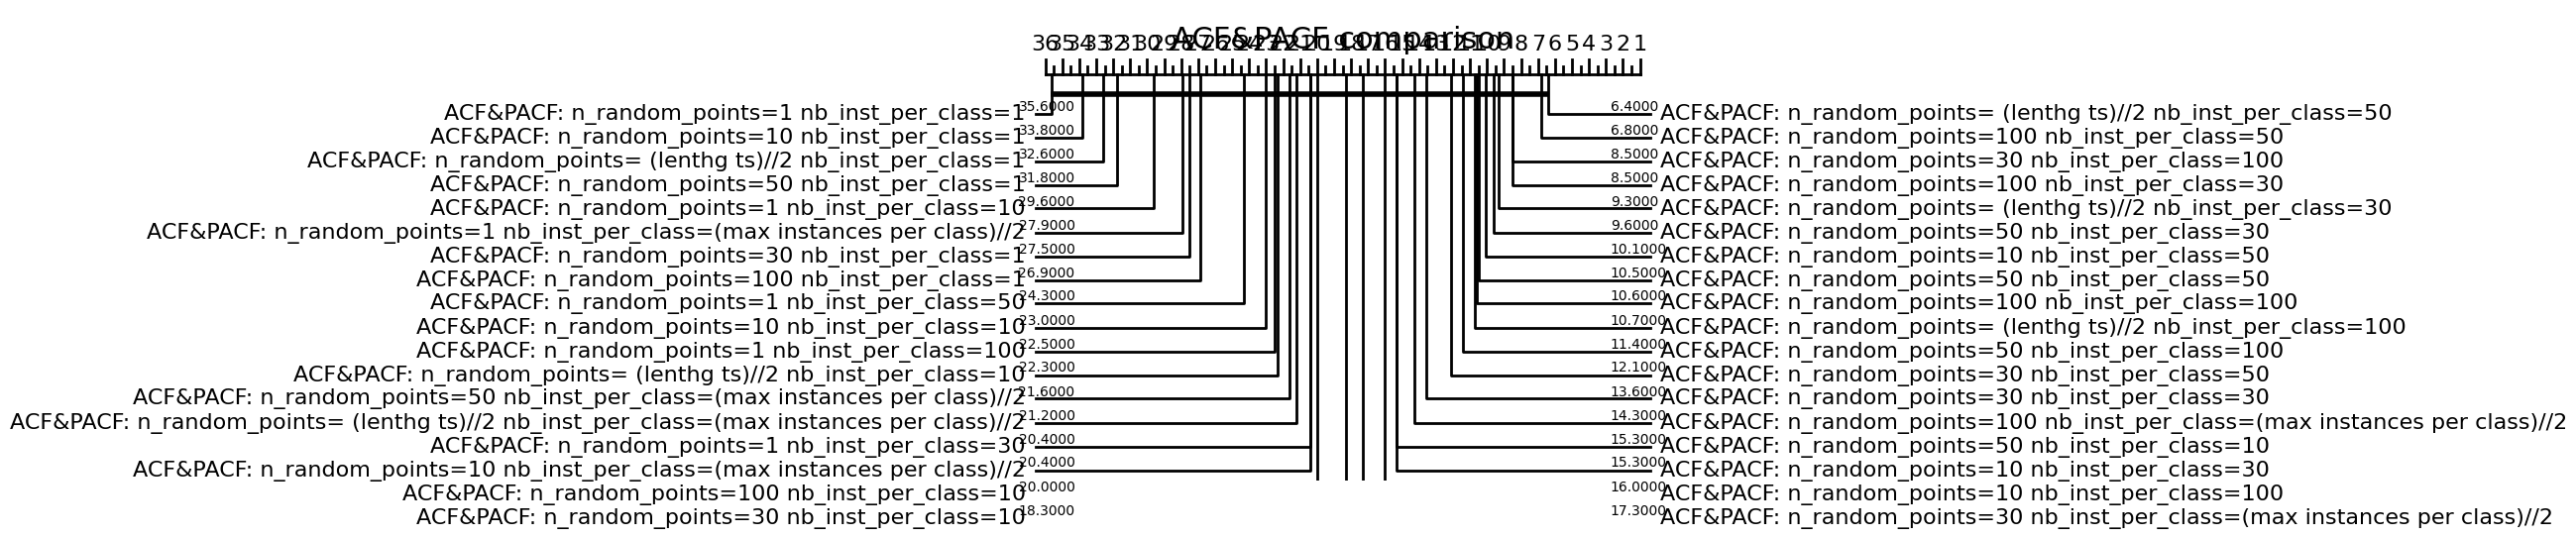 ACF&PACF comparison
36 35 34 33 32 31 30 29 28 27 26 25 24 23 22 21 20 19 18 17 16 15 14 13 12 11 10 9 8 7 6 5 4 3 2 1
ACF&PACF: n_random_points=1 nb_inst_per_class=1 35.6000 6.4000 ACF&PACF: n_random_points= (lenthg ts)//2 nb_inst_per_class=50
ACF&PACF: n_random_points=10 nb_inst_per_class=1 33.8000 6.8000 ACF&PACF: n_random_points=100 nb_inst_per_class=50
ACF&PACF: n_random_points= (lenthg ts)//2 nb_inst_per_class=1 32.6000 8.5000 ACF&PACF: n_random_points=30 nb_inst_per_class=100
ACF&PACF: n_random_points=50 nb_inst_per_class=1 31.8000 8.5000 ACF&PACF: n_random_points=100 nb_inst_per_class=30
ACF&PACF: n_random_points=1 nb_inst_per_class=10 29.6000 9.3000 ACF&PACF: n_random_points= (lenthg ts)//2 nb_inst_per_class=30
ACF&PACF: n_random_points=1 nb_inst_per_class=(max instances per class)//2 27.9000 9.6000 ACF&PACF: n_random_points=50 nb_inst_per_class=30
ACF&PACF: n_random_points=30 nb_inst_per_class=1 27.5000 10.1000 ACF&PACF: n_random_points=10 nb_inst_per_class=50
ACF&PACF: n_random_points=100 nb_inst_per_class=1 26.9000 10.5000 ACF&PACF: n_random_points=50 nb_inst_per_class=50
ACF&PACF: n_random_points=1 nb_inst_per_class=50 24.3000 10.6000 ACF&PACF: n_random_points=100 nb_inst_per_class=100
ACF&PACF: n_random_points=10 nb_inst_per_class=10 23.0000 10.7000 ACF&PACF: n_random_points= (lenthg ts)//2 nb_inst_per_class=100
ACF&PACF: n_random_points=1 nb_inst_per_class=100 22.5000 11.4000 ACF&PACF: n_random_points=50 nb_inst_per_class=100
ACF&PACF: n_random_points= (lenthg ts)//2 nb_inst_per_class=10 22.3000 12.1000 ACF&PACF: n_random_points=30 nb_inst_per_class=50
ACF&PACF: n_random_points=50 nb_inst_per_class=(max instances per class)//2 21.6000 13.6000 ACF&PACF: n_random_points=30 nb_inst_per_class=30
ACF&PACF: n_random_points= (lenthg ts)//2 nb_inst_per_class=(max instances per class)//2 21.2000 14.3000 ACF&PACF: n_random_points=100 nb_inst_per_class=(max instances per class)//2
ACF&PACF: n_random_points=1 nb_inst_per_class=30 20.4000 15.3000 ACF&PACF: n_random_points=50 nb_inst_per_class=10
ACF&PACF: n_random_points=10 nb_inst_per_class=(max instances per class)//2 20.4000 15.3000 ACF&PACF: n_random_points=10 nb_inst_per_class=30
ACF&PACF: n_random_points=100 nb_inst_per_class=10 20.0000 16.0000 ACF&PACF: n_random_points=10 nb_inst_per_class=100
ACF&PACF: n_random_points=30 nb_inst_per_class=10 18.3000 17.3000 ACF&PACF: n_random_points=30 nb_inst_per_class=(max instances per class)//2